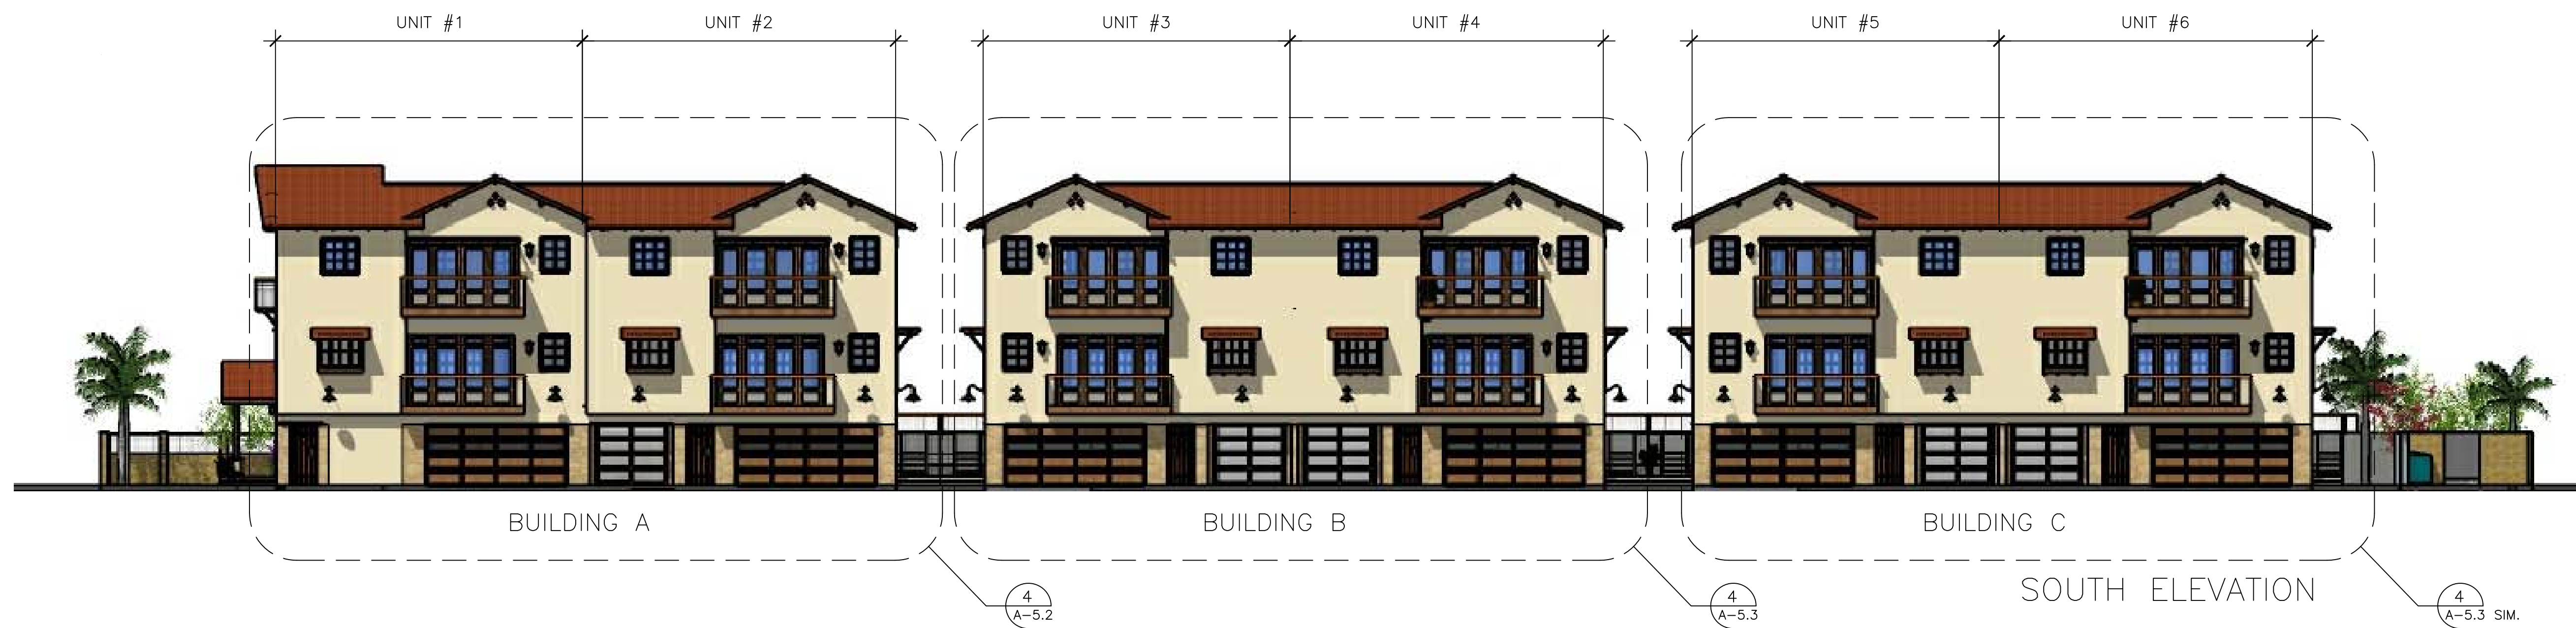 UNIT #1
UNIT #2
UNIT #3
UNIT #4
UNIT #5
UNIT #6
BUILDING A
BUILDING B
BUILDING C
SOUTH ELEVATION
4
A-5.2
4
A-5.3
4
A-5.3 SIM.